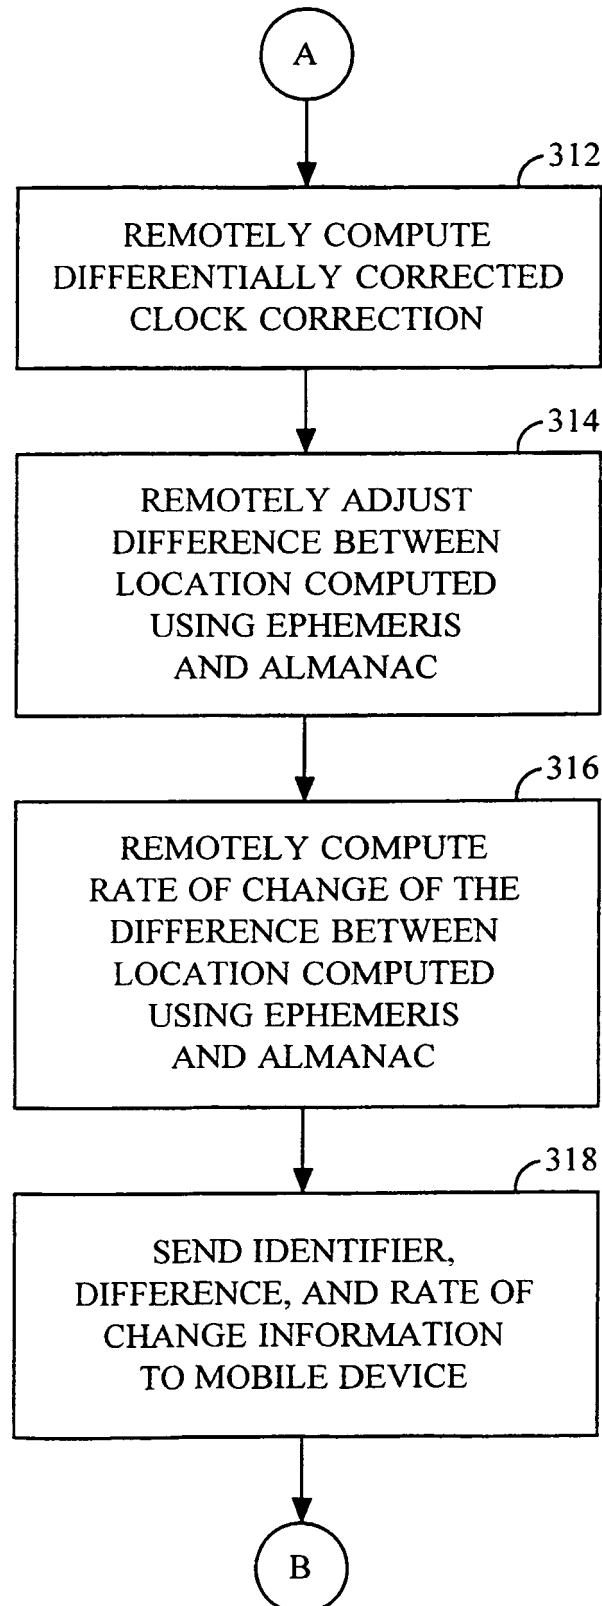 A
312
REMOTELY COMPUTE
DIFFERENTIALLY CORRECTED
CLOCK CORRECTION
314
REMOTELY ADJUST
DIFFERENCE BETWEEN
LOCATION COMPUTED
USING EPHEMERIS
AND ALMANAC
316
REMOTELY COMPUTE
RATE OF CHANGE OF THE
DIFFERENCE BETWEEN
LOCATION COMPUTED
USING EPHEMERIS
AND ALMANAC
318
SEND IDENTIFIER,
DIFFERENCE, AND RATE OF
CHANGE INFORMATION
TO MOBILE DEVICE
B